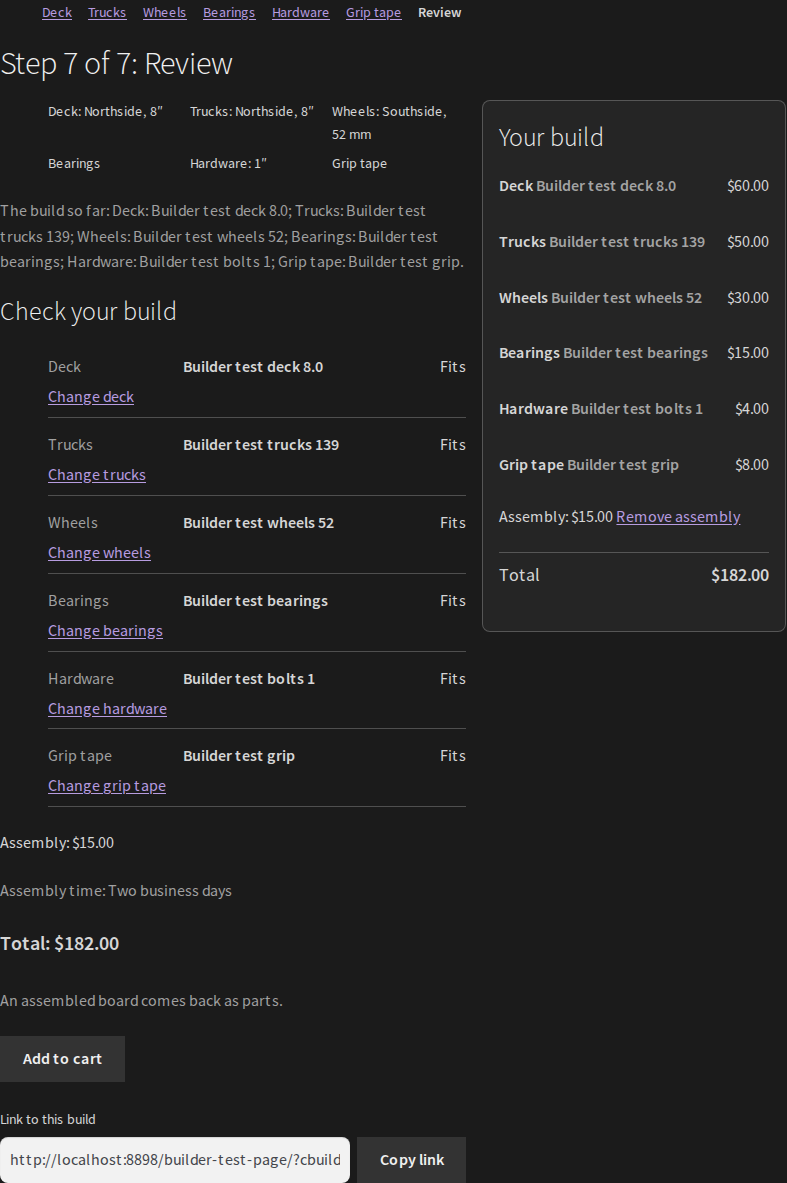 Deck Trucks Wheels Bearings Hardware Grip tape Review
Step 7 of 7: Review
Deck: Northside, 8″
Trucks: Northside, 8″
Wheels: Southside,
52 mm
Bearings
Hardware: 1″
Grip tape
The build so far: Deck: Builder test deck 8.0; Trucks: Builder test
trucks 139; Wheels: Builder test wheels 52; Bearings: Builder test
bearings; Hardware: Builder test bolts 1; Grip tape: Builder test grip.
Check your build
Deck Builder test deck 8.0 Fits
Change deck
Trucks Builder test trucks 139 Fits
Change trucks
Wheels Builder test wheels 52 Fits
Change wheels
Bearings Builder test bearings Fits
Change bearings
Hardware Builder test bolts 1 Fits
Change hardware
Grip tape Builder test grip Fits
Change grip tape
Assembly: $15.00
Assembly time: Two business days
Total: $182.00
An assembled board comes back as parts.
Add to cart
Link to this build
http://localhost:8898/builder-test-page/?cbuild
Copy link
Your build
Deck Builder test deck 8.0 $60.00
Trucks Builder test trucks 139 $50.00
Wheels Builder test wheels 52 $30.00
Bearings Builder test bearings $15.00
Hardware Builder test bolts 1 $4.00
Grip tape Builder test grip $8.00
Assembly: $15.00 Remove assembly
Total $182.00